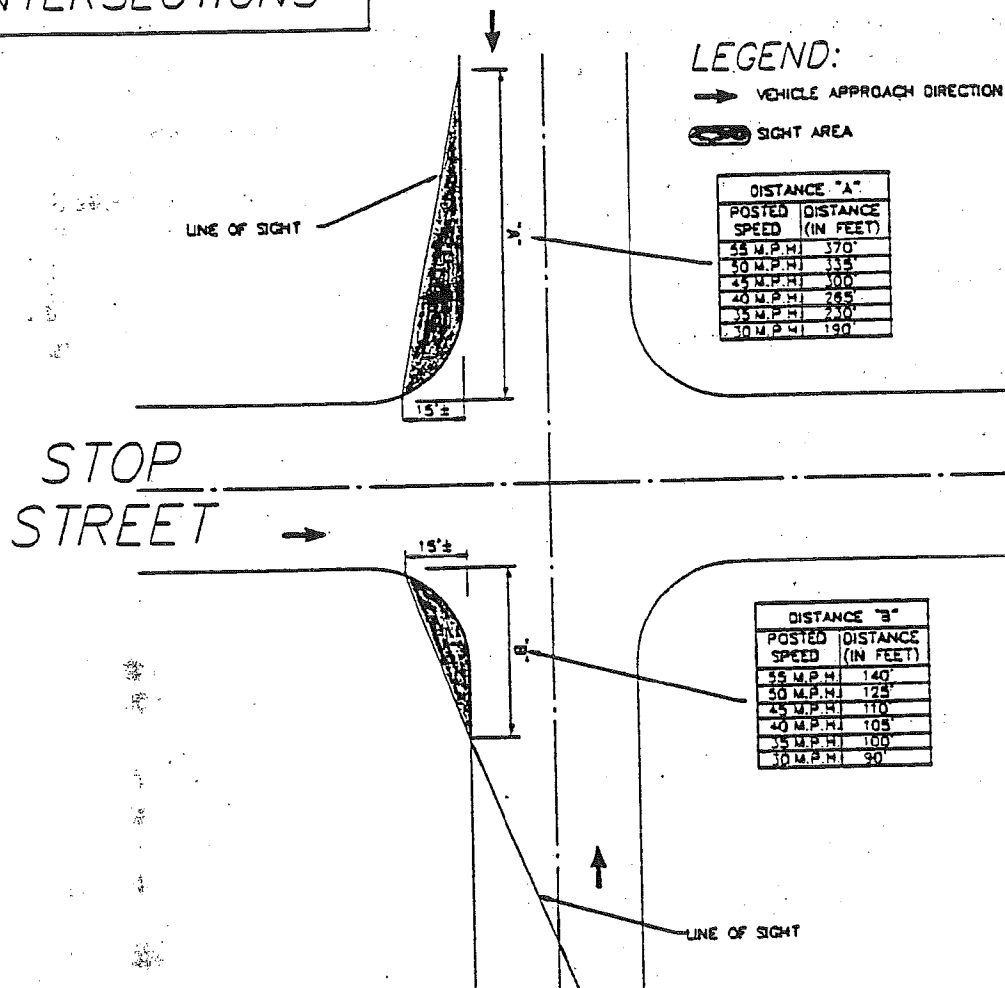 INTERSECTIONS
LEGEND:
VEHICLE APPROACH DIRECTION
SIGHT AREA
LINE OF SIGHT
"A"
DISTANCE "A"
POSTED SPEED DISTANCE (IN FEET)
55 M.P.H. 370'
50 M.P.H. 335'
45 M.P.H. 300'
40 M.P.H. 265'
35 M.P.H. 230'
30 M.P.H. 190'
15'±
STOP
STREET
15'±
"B"
DISTANCE "B"
POSTED SPEED DISTANCE (IN FEET)
55 M.P.H. 140'
50 M.P.H. 125'
45 M.P.H. 110'
40 M.P.H. 105'
35 M.P.H. 100'
30 M.P.H. 90'
LINE OF SIGHT